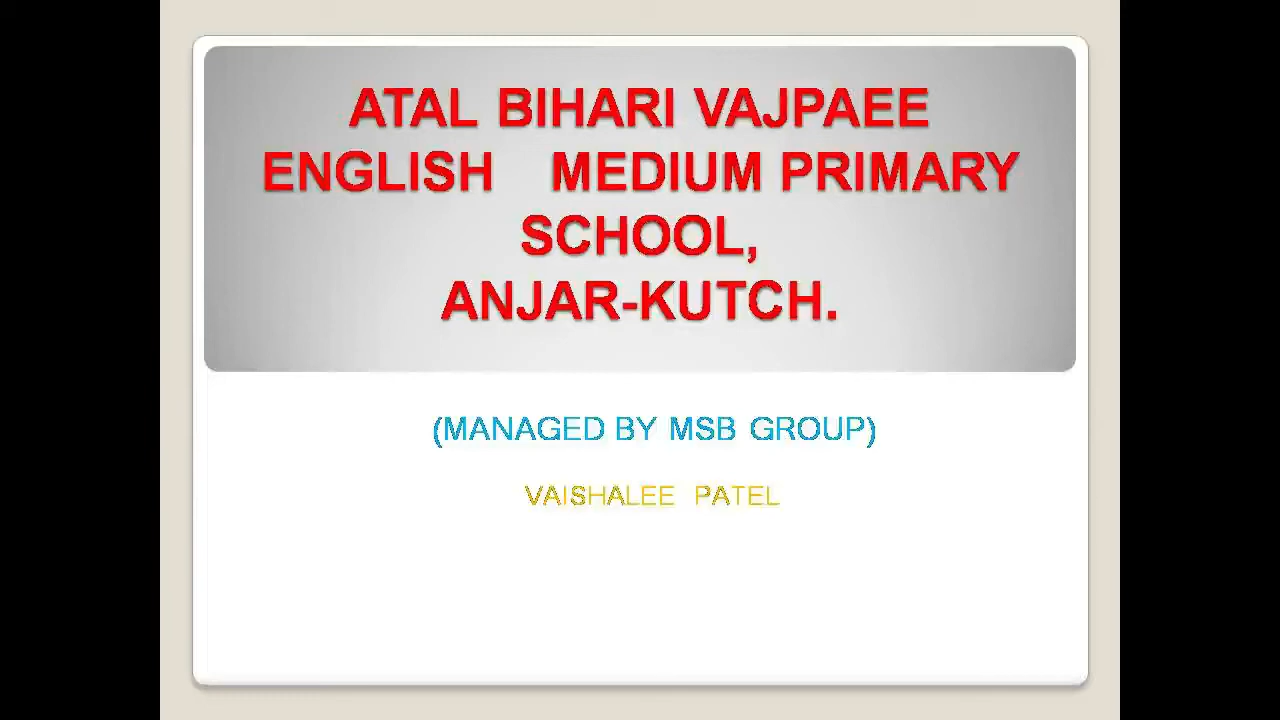 ATAL BIHARI VAJPAEE
ENGLISH MEDIUM PRIMARY
SCHOOL,
ANJAR-KUTCH.
(MANAGED BY MSB GROUP)
VAISHALEE PATEL